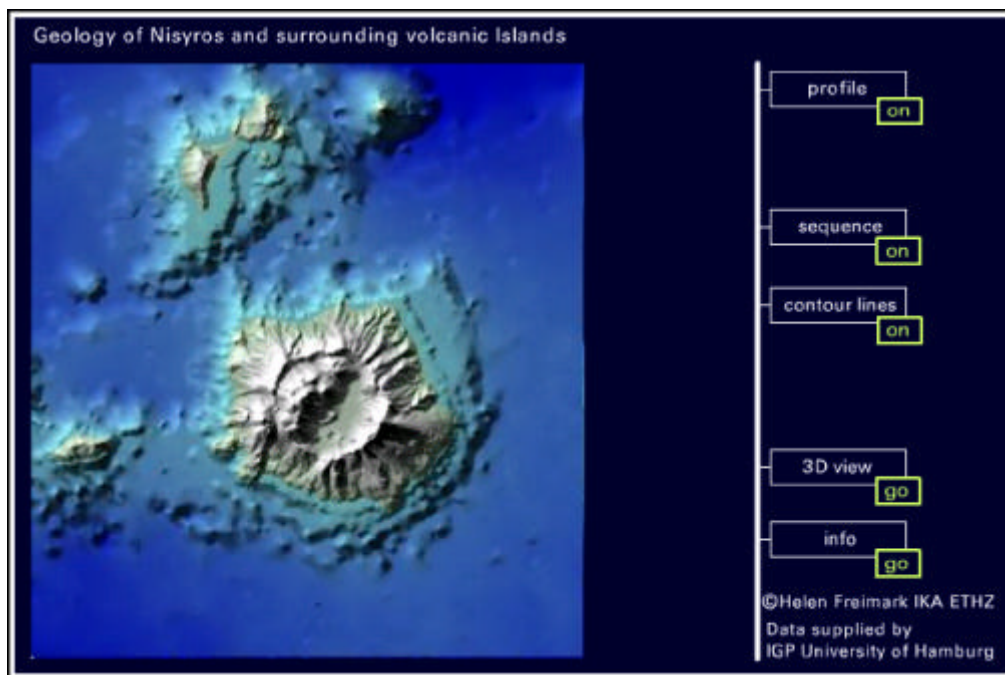 Geology of Nisyros and surrounding volcanic Islands
profile
on
sequence
on
contour lines
on
3D view
go
info
go
©Helen Freimark IKA ETHZ
Data supplied by
IGP University of Hamburg